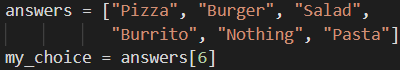 answers = ["Pizza", "Burger", "Salad",
"Burrito", "Nothing", "Pasta"]
my_choice = answers[6]